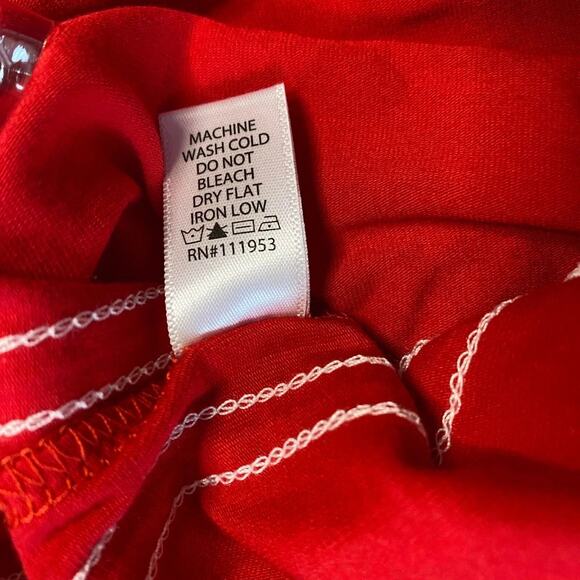 MACHINE
WASH COLD
DO NOT
BLEACH
DRY FLAT
IRON LOW
RN#111953